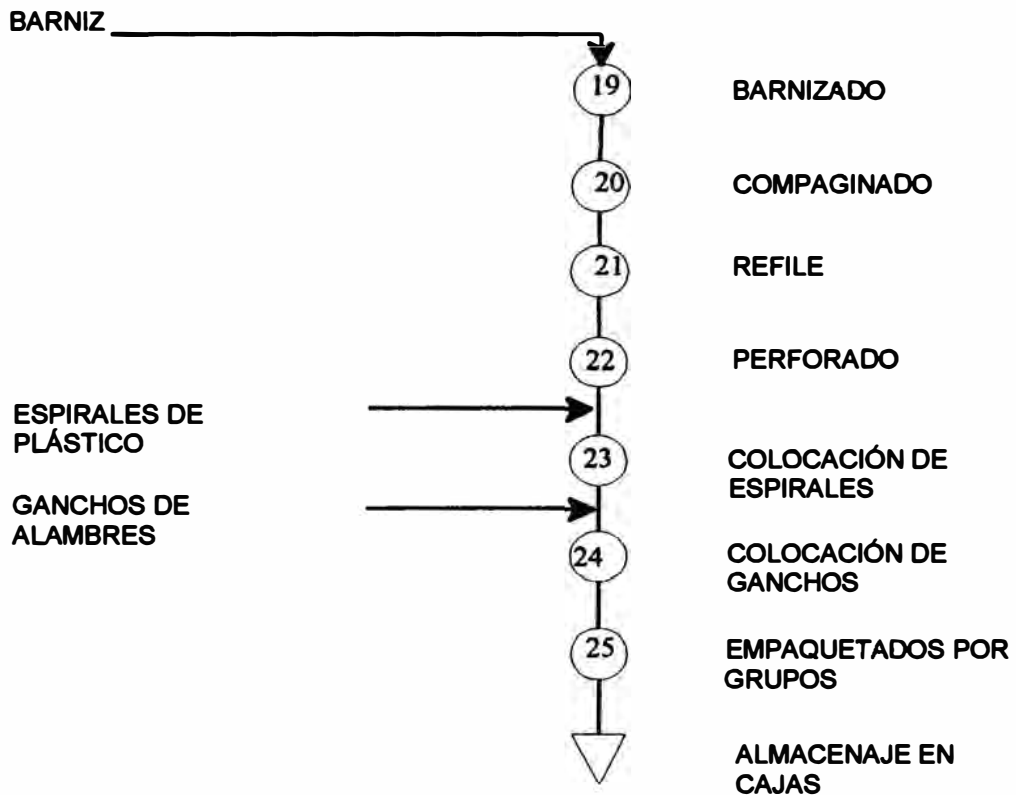 BARNIZ
19
BARNIZADO
20
COMPAGINADO
21
REFILE
22
PERFORADO
ESPIRALES DE
PLÁSTICO
23
COLOCACIÓN DE
ESPIRALES
GANCHOS DE
ALAMBRES
24
COLOCACIÓN DE
GANCHOS
25
EMPAQUETADOS POR
GRUPOS
ALMACENAJE EN
CAJAS